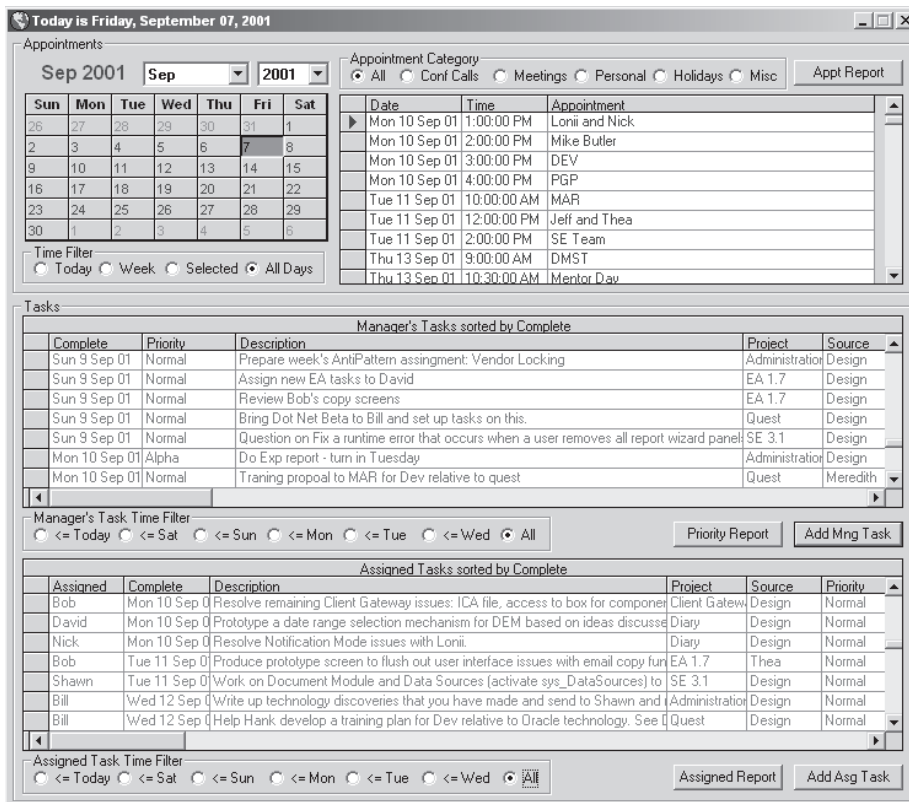 Today is Friday, September 07, 2001
Appointments
Sep 2001 Sep 2001
Sun Mon Tue Wed Thu Fri Sat
26 27 28 29 30 31 1
2 3 4 5 6 7 8
9 10 11 12 13 14 15
16 17 18 19 20 21 22
23 24 25 26 27 28 29
30 1 2 3 4 5 6
Time Filter
Today Week Selected All Days
Appointment Category
All Conf Calls Meetings Personal Holidays Misc Appt Report
Date Time Appointment
Mon 10 Sep 01 1:00:00 PM Lonii and Nick
Mon 10 Sep 01 2:00:00 PM Mike Butler
Mon 10 Sep 01 3:00:00 PM DEV
Mon 10 Sep 01 4:00:00 PM PGP
Tue 11 Sep 01 10:00:00 AM MAR
Tue 11 Sep 01 12:00:00 PM Jeff and Thea
Tue 11 Sep 01 2:00:00 PM SE Team
Thu 13 Sep 01 9:00:00 AM DMST
Thu 13 Sep 01 10:30:00 AM Mentor Day
Tasks
Manager's Tasks sorted by Complete
Complete Priority Description Project Source
Sun 9 Sep 01 Normal Prepare week's AntiPattern assingment: Vendor Locking Administration Design
Sun 9 Sep 01 Normal Assign new EA tasks to David EA 1.7 Design
Sun 9 Sep 01 Normal Review Bob's copy screens EA 1.7 Design
Sun 9 Sep 01 Normal Bring Dot Net Beta to Bill and set up tasks on this. Quest Design
Sun 9 Sep 01 Normal Question on Fix a runtime error that occurs when a user removes all report wizard panel: SE 3.1 Design
Mon 10 Sep 01 Alpha Do Exp report - turn in Tuesday Administration Design
Mon 10 Sep 01 Normal Traning propoal to MAR for Dev relative to quest Quest Meredith
Manager's Task Time Filter
<= Today <= Sat <= Sun <= Mon <= Tue <= Wed All Priority Report Add Mng Task
Assigned Tasks sorted by Complete
Assigned Complete Description Project Source Priority
Bob Mon 10 Sep 0 Resolve remaining Client Gateway issues: ICA file, access to box for componer Client Gatew Design Normal
David Mon 10 Sep 0 Prototype a date range selection mechanism for DEM based on ideas discusse Diary Design Normal
Nick Mon 10 Sep 0 Resolve Notification Mode issues with Lonii. Diary Design Normal
Bob Tue 11 Sep 0 Produce prototype screen to flush out user interface issues with email copy fun EA 1.7 Thea Normal
Shawn Tue 11 Sep 0 Work on Document Module and Data Sources (activate sys_DataSources) to SE 3.1 Design Normal
Bill Wed 12 Sep 0 Write up technology discoveries that you have made and send to Shawn and Administration Design Normal
Bill Wed 12 Sep 0 Help Hank develop a training plan for Dev relative to Oracle technology. See Quest Design Normal
Assigned Task Time Filter
<= Today <= Sat <= Sun <= Mon <= Tue <= Wed All Assigned Report Add Asg Task